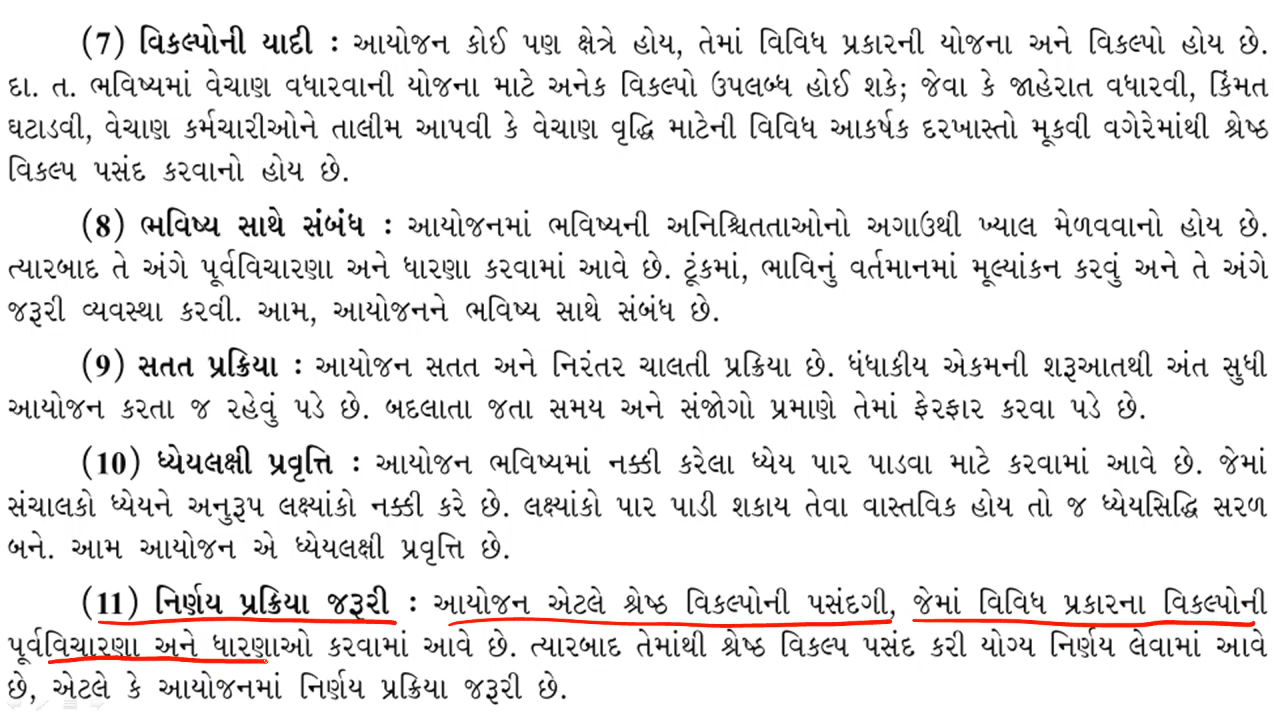 (7) વિકલ્પોની યાદી : આયોજન કોઈ પણ ક્ષેત્રે હોય, તેમાં વિવિધ પ્રકારની યોજના અને વિકલ્પો હોય છે.
દા. ત. ભવિષ્યમાં વેચાણ વધારવાની યોજના માટે અનેક વિકલ્પો ઉપલબ્ધ હોઈ શકે; જેવા કે જાહેરાત વધારવી, કિંમત
ઘટાડવી, વેચાણ કર્મચારીઓને તાલીમ આપવી કે વેચાણ વૃદ્ધિ માટેની વિવિધ આકર્ષક દરખાસ્તો મૂકવી વગેરેમાંથી શ્રેષ્ઠ
વિકલ્પ પસંદ કરવાનો હોય છે.
(8) ભવિષ્ય સાથે સંબંધ : આયોજનમાં ભવિષ્યની અનિશ્ચિતતાઓનો અગાઉથી ખ્યાલ મેળવવાનો હોય છે.
ત્યારબાદ તે અંગે પૂર્વવિચારણા અને ધારણા કરવામાં આવે છે. ટૂંકમાં, ભાવિનું વર્તમાનમાં મૂલ્યાંકન કરવું અને તે અંગે
જરૂરી વ્યવસ્થા કરવી. આમ, આયોજનને ભવિષ્ય સાથે સંબંધ છે.
(9) સતત પ્રક્રિયા : આયોજન સતત અને નિરંતર ચાલતી પ્રક્રિયા છે. ધંધાકીય એકમની શરૂઆતથી અંત સુધી
આયોજન કરતા જ રહેવું પડે છે. બદલાતા જતા સમય અને સંજોગો પ્રમાણે તેમાં ફેરફાર કરવા પડે છે.
(10) ધ્યેયલક્ષી પ્રવૃત્તિ : આયોજન ભવિષ્યમાં નક્કી કરેલા ધ્યેય પાર પાડવા માટે કરવામાં આવે છે. જેમાં
સંચાલકો ધ્યેયને અનુરૂપ લક્ષ્યાંકો નક્કી કરે છે. લક્ષ્યાંકો પાર પાડી શકાય તેવા વાસ્તવિક હોય તો જ ધ્યેયસિદ્ધિ સરળ
બને. આમ આયોજન એ ધ્યેયલક્ષી પ્રવૃત્તિ છે.
(11) નિર્ણય પ્રક્રિયા જરૂરી : આયોજન એટલે શ્રેષ્ઠ વિકલ્પોની પસંદગી, જેમાં વિવિધ પ્રકારના વિકલ્પોની
પૂર્વવિચારણા અને ધારણાઓ કરવામાં આવે છે. ત્યારબાદ તેમાંથી શ્રેષ્ઠ વિકલ્પ પસંદ કરી યોગ્ય નિર્ણય લેવામાં આવે
છે, એટલે કે આયોજનમાં નિર્ણય પ્રક્રિયા જરૂરી છે.